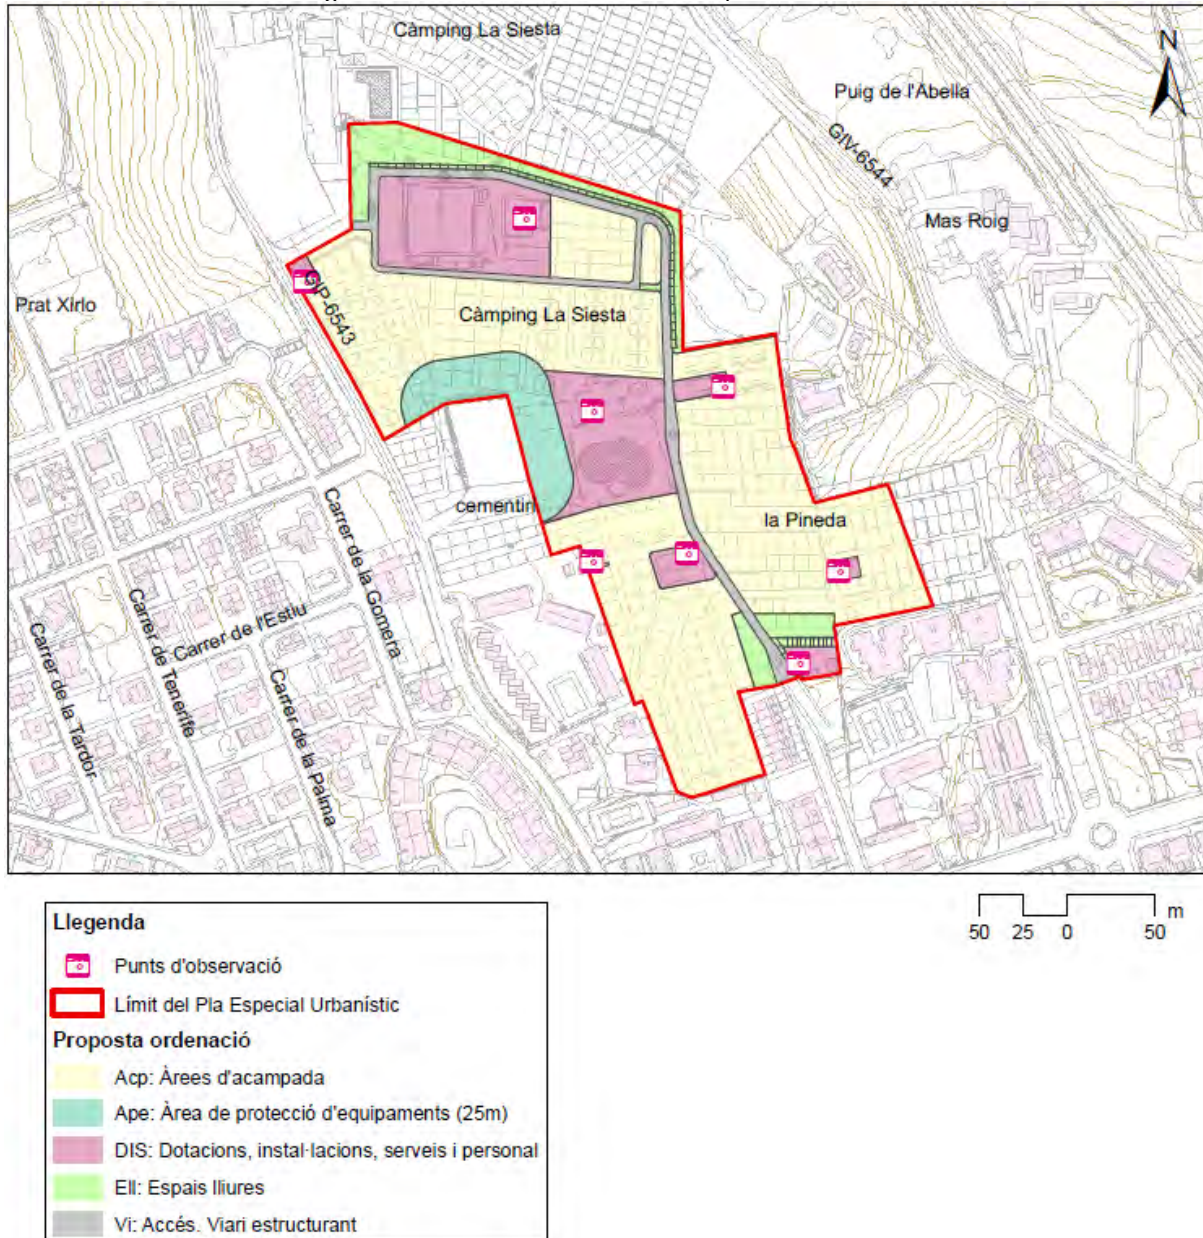 Càmping La Siesta
N
Puig de l'Abella
GIV-6544
Mas Roig
Prat Xirlo
GIP-6543
Càmping La Siesta
cementiri
la Pineda
Carrer de la Gomera
Carrer de l'Estiu
Carrer de Tenerife
Carrer de la Tardor
Carrer de la Palma
50 25 0 50 m
Llegenda
Punts d'observació
Límit del Pla Especial Urbanístic
Proposta ordenació
Acp: Àrees d'acampada
Ape: Àrea de protecció d'equipaments (25m)
DIS: Dotacions, instal·lacions, serveis i personal
Ell: Espais lliures
Vi: Accés. Viari estructurant